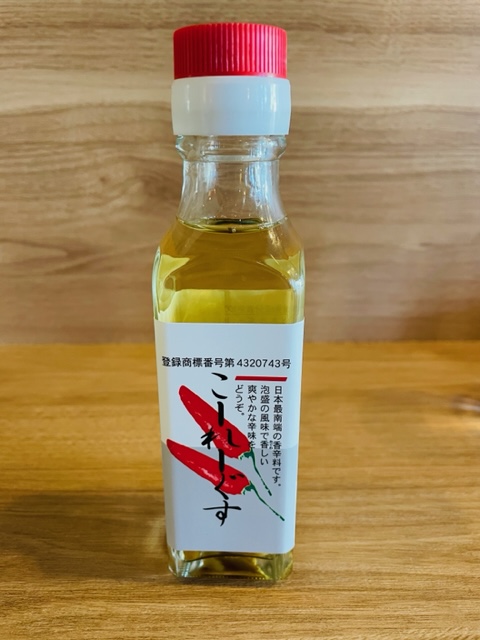 登録商標番号第4320743号
日本最南端の香辛料です。
泡盛の風味で香しい
爽やかな辛味を
どうぞ。
こーれーぐす